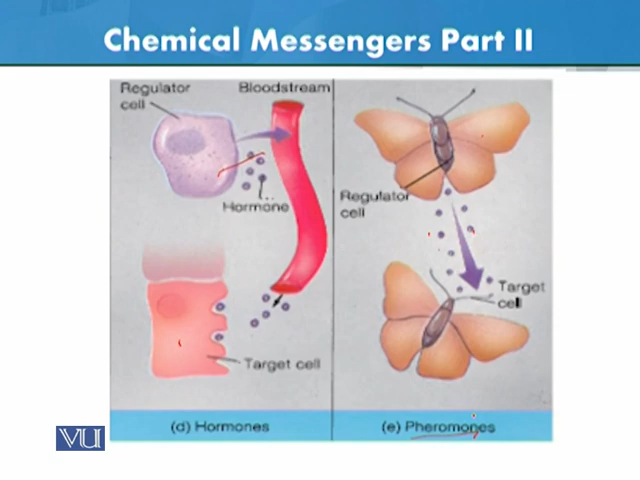 Chemical Messengers Part II
Regulator
cell
Bloodstream
Hormone
Target cell
(d) Hormones
Regulator
cell
Target
cell
(e) Pheromones
VU